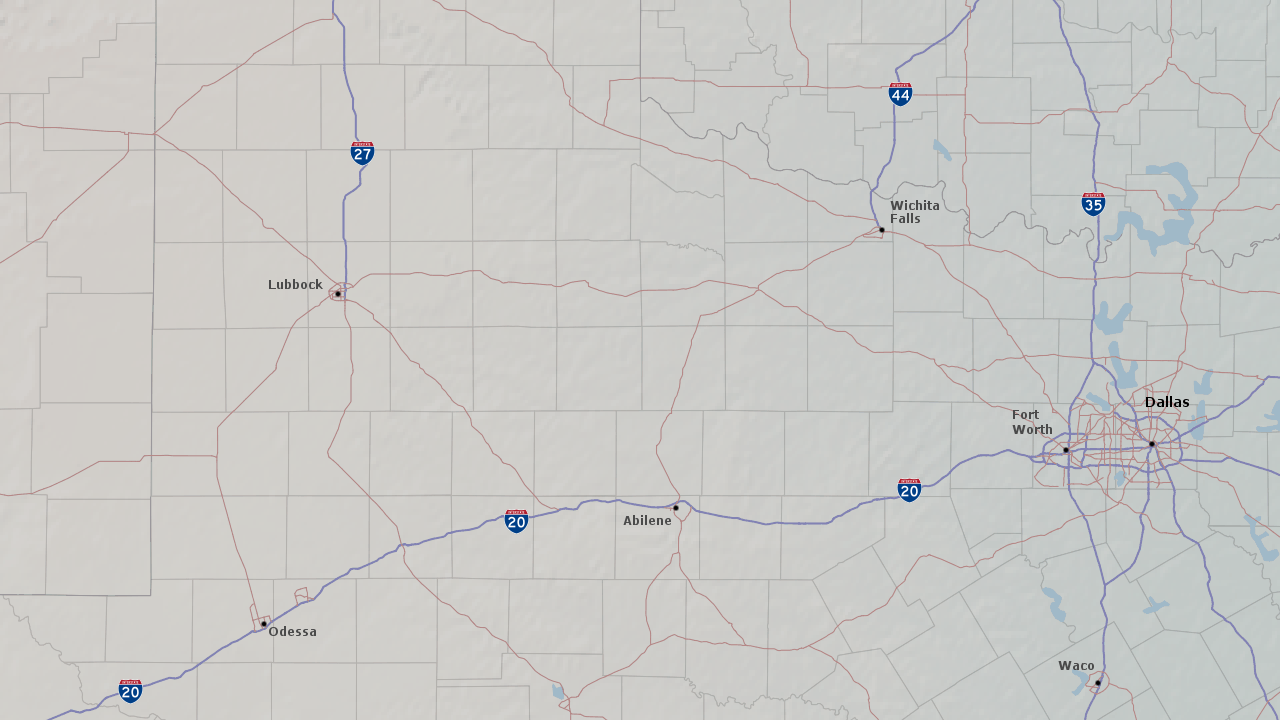 44
27
35
Wichita
Falls
Lubbock
Dallas
Fort
Worth
20
20
Abilene
Odessa
Waco
20